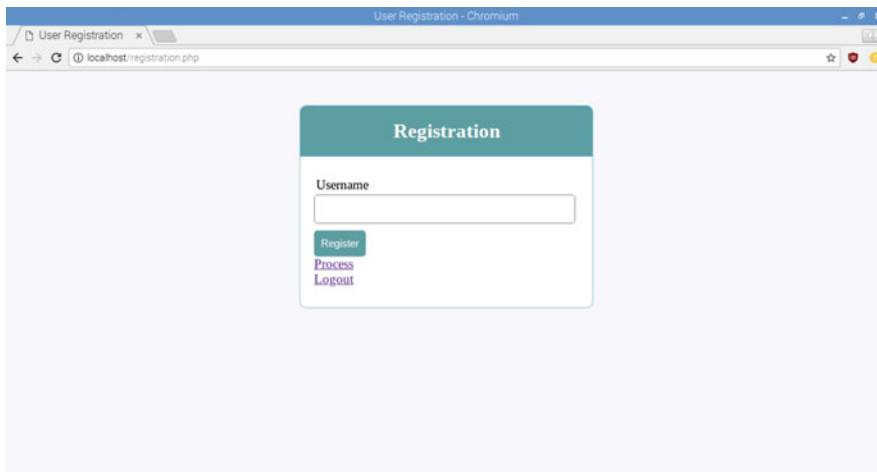 User Registration - Chromium
User Registration
localhost/registration.php
Registration
Username
Register
Process
Logout